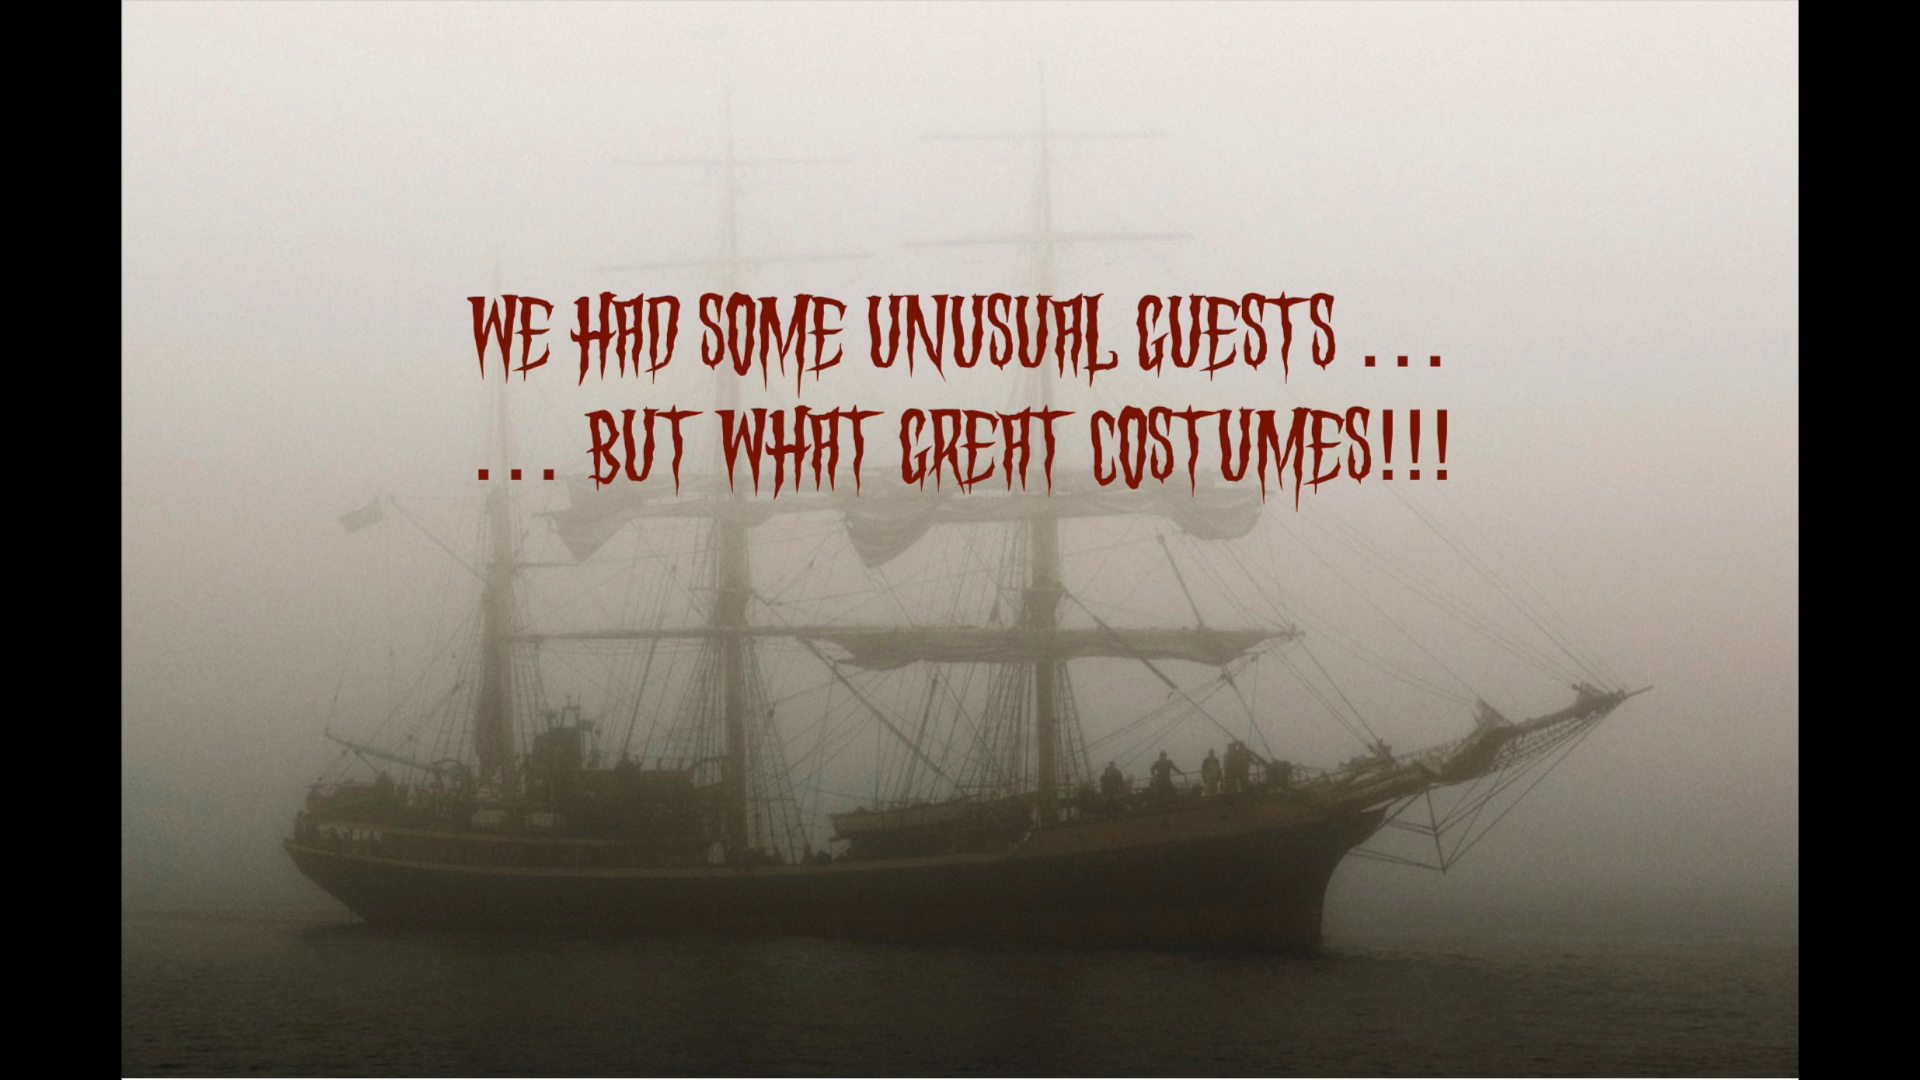 WE HAD SOME UNUSUAL GUESTS ...
... BUT WHAT GREAT COSTUMES!!!